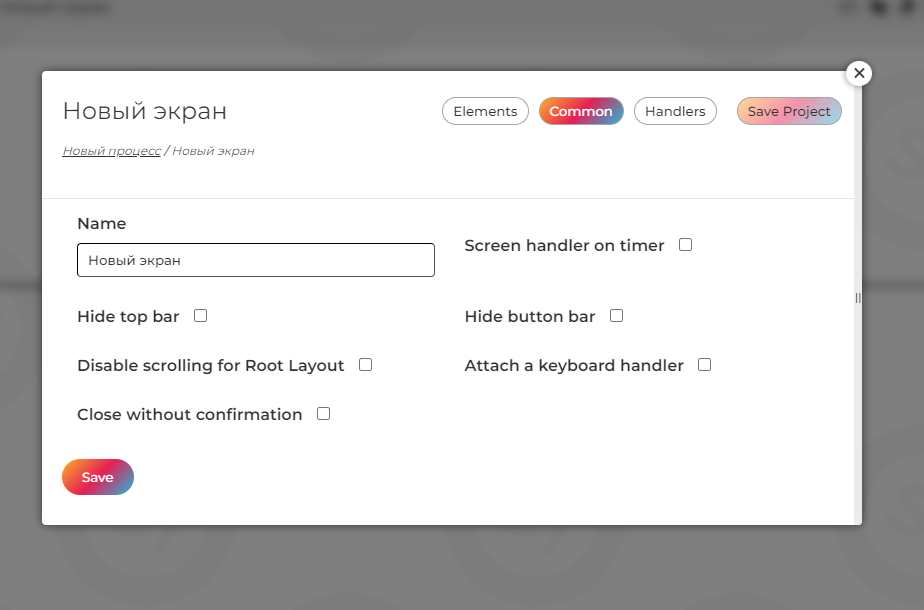 Новый экран
Elements
Common
Handlers
Save Project
Новый процесс / Новый экран
Name
Новый экран
Screen handler on timer
Hide top bar
Hide button bar
Disable scrolling for Root Layout
Attach a keyboard handler
Close without confirmation
Save